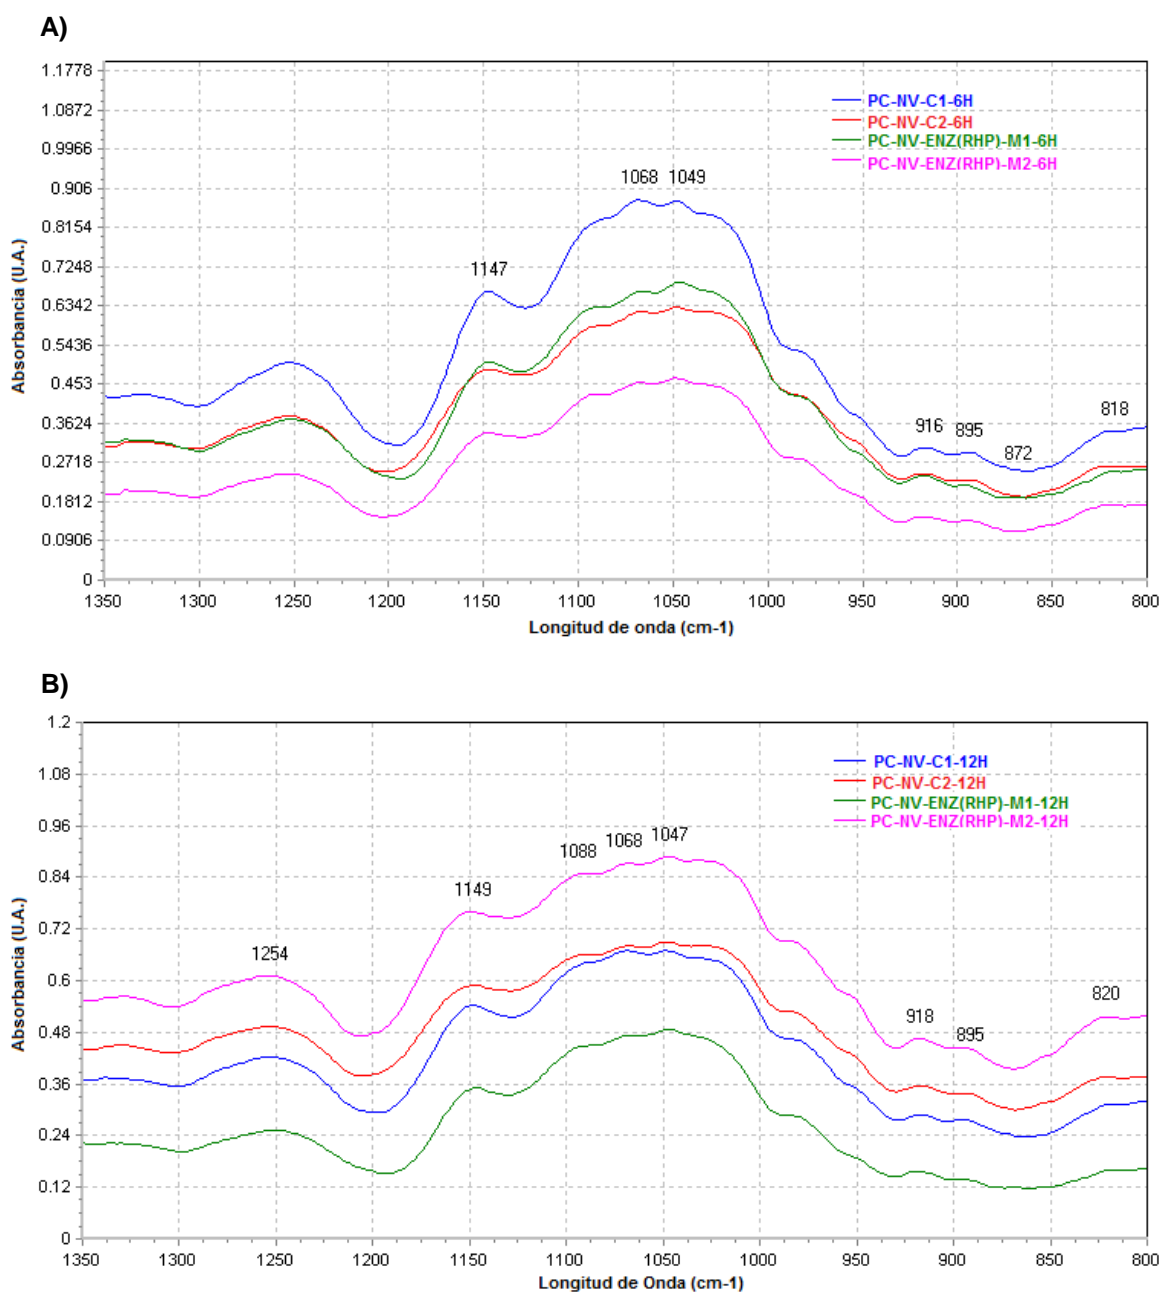 A)
1.1778
1.0872
0.9966
0.906
0.8154
0.7248
0.6342
0.5436
0.453
0.3624
0.2718
0.1812
0.0906
0
Absorbancia (U.A.)
PC-NV-C1-6H
PC-NV-C2-6H
PC-NV-ENZ(RHP)-M1-6H
PC-NV-ENZ(RHP)-M2-6H
1147
1068
1049
916
895
872
818
1350 1300 1250 1200 1150 1100 1050 1000 950 900 850 800
Longitud de onda (cm-1)
B)
1.2
1.08
0.96
0.84
0.72
0.6
0.48
0.36
0.24
0.12
0
Absorbancia (U.A.)
PC-NV-C1-12H
PC-NV-C2-12H
PC-NV-ENZ(RHP)-M1-12H
PC-NV-ENZ(RHP)-M2-12H
1254
1149
1088
1068
1047
918
895
820
1350 1300 1250 1200 1150 1100 1050 1000 950 900 850 800
Longitud de Onda (cm-1)